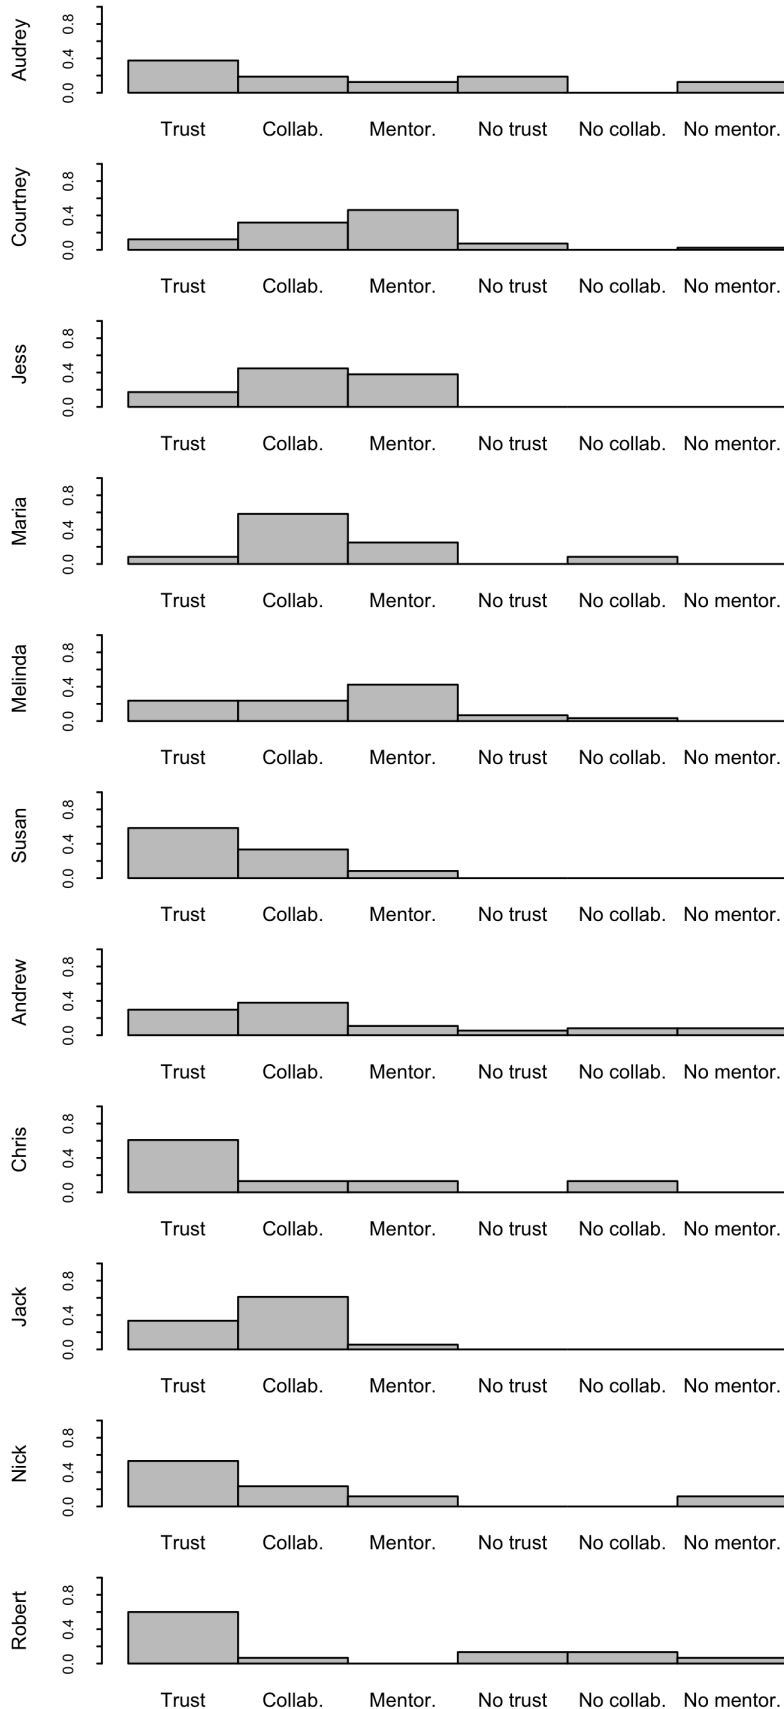 Audrey
0.0 0.4 0.8
Trust Collab. Mentor. No trust No collab. No mentor.
Courtney
0.0 0.4 0.8
Trust Collab. Mentor. No trust No collab. No mentor.
Jess
0.0 0.4 0.8
Trust Collab. Mentor. No trust No collab. No mentor.
Maria
0.0 0.4 0.8
Trust Collab. Mentor. No trust No collab. No mentor.
Melinda
0.0 0.4 0.8
Trust Collab. Mentor. No trust No collab. No mentor.
Susan
0.0 0.4 0.8
Trust Collab. Mentor. No trust No collab. No mentor.
Andrew
0.0 0.4 0.8
Trust Collab. Mentor. No trust No collab. No mentor.
Chris
0.0 0.4 0.8
Trust Collab. Mentor. No trust No collab. No mentor.
Jack
0.0 0.4 0.8
Trust Collab. Mentor. No trust No collab. No mentor.
Nick
0.0 0.4 0.8
Trust Collab. Mentor. No trust No collab. No mentor.
Robert
0.0 0.4 0.8
Trust Collab. Mentor. No trust No collab. No mentor.